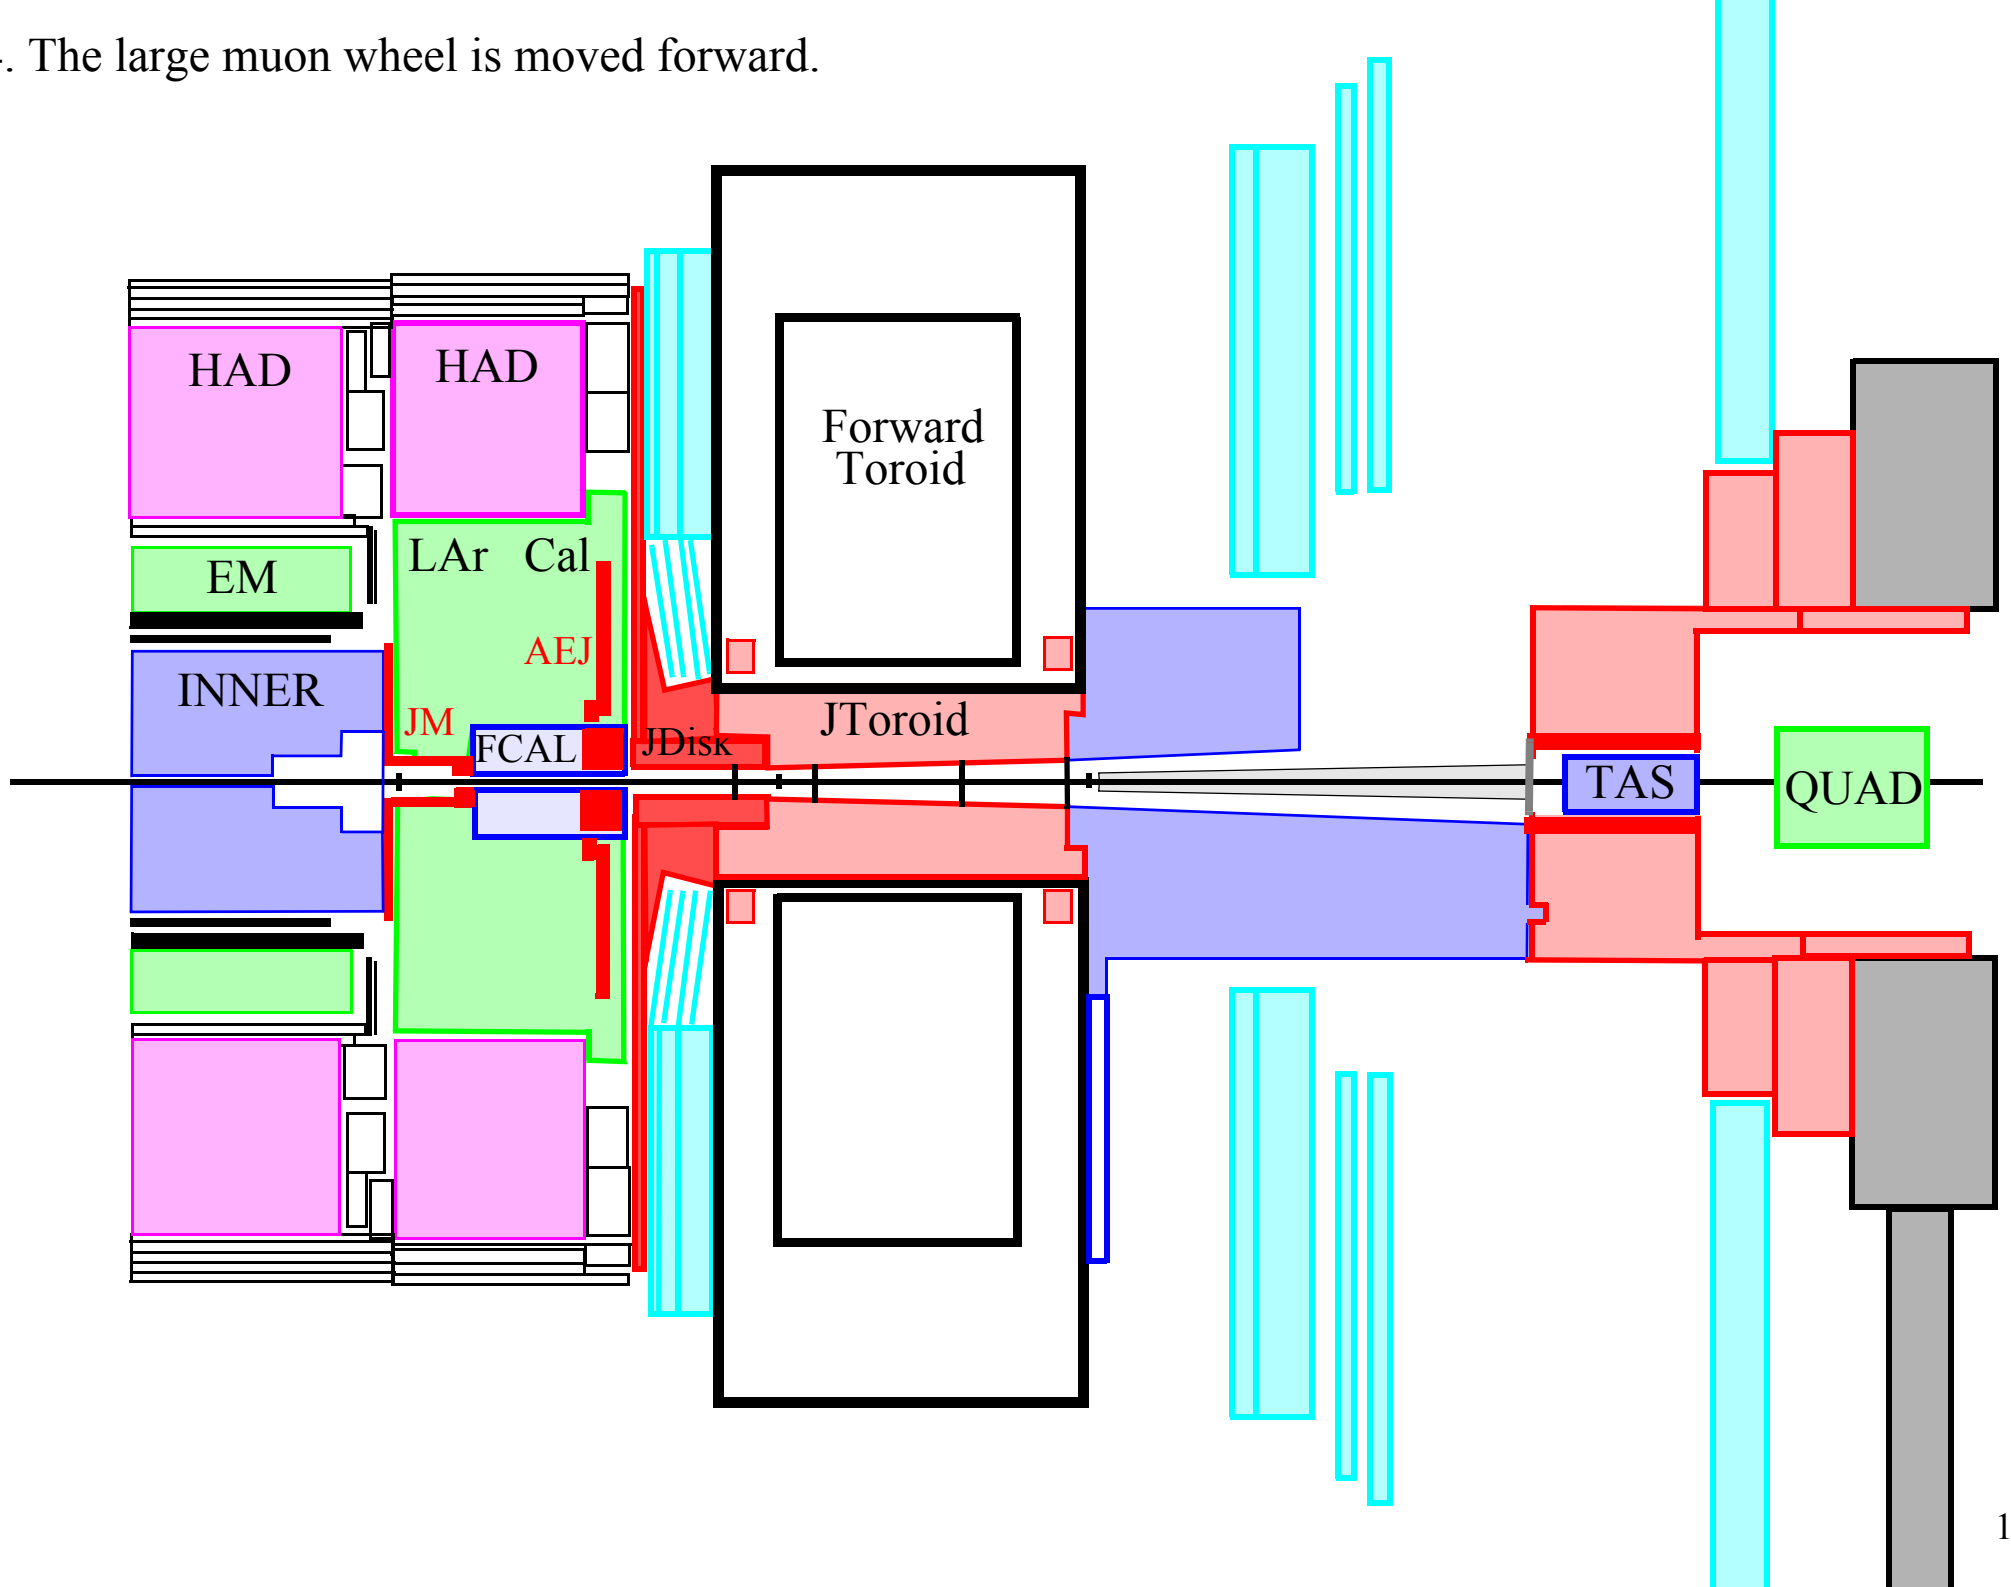 . The large muon wheel is moved forward.
HAD
HAD
Forward
Toroid
LAr Cal
EM
AEJ
INNER
JM
JToroid
FCAL
JDisk
TAS
QUAD
1